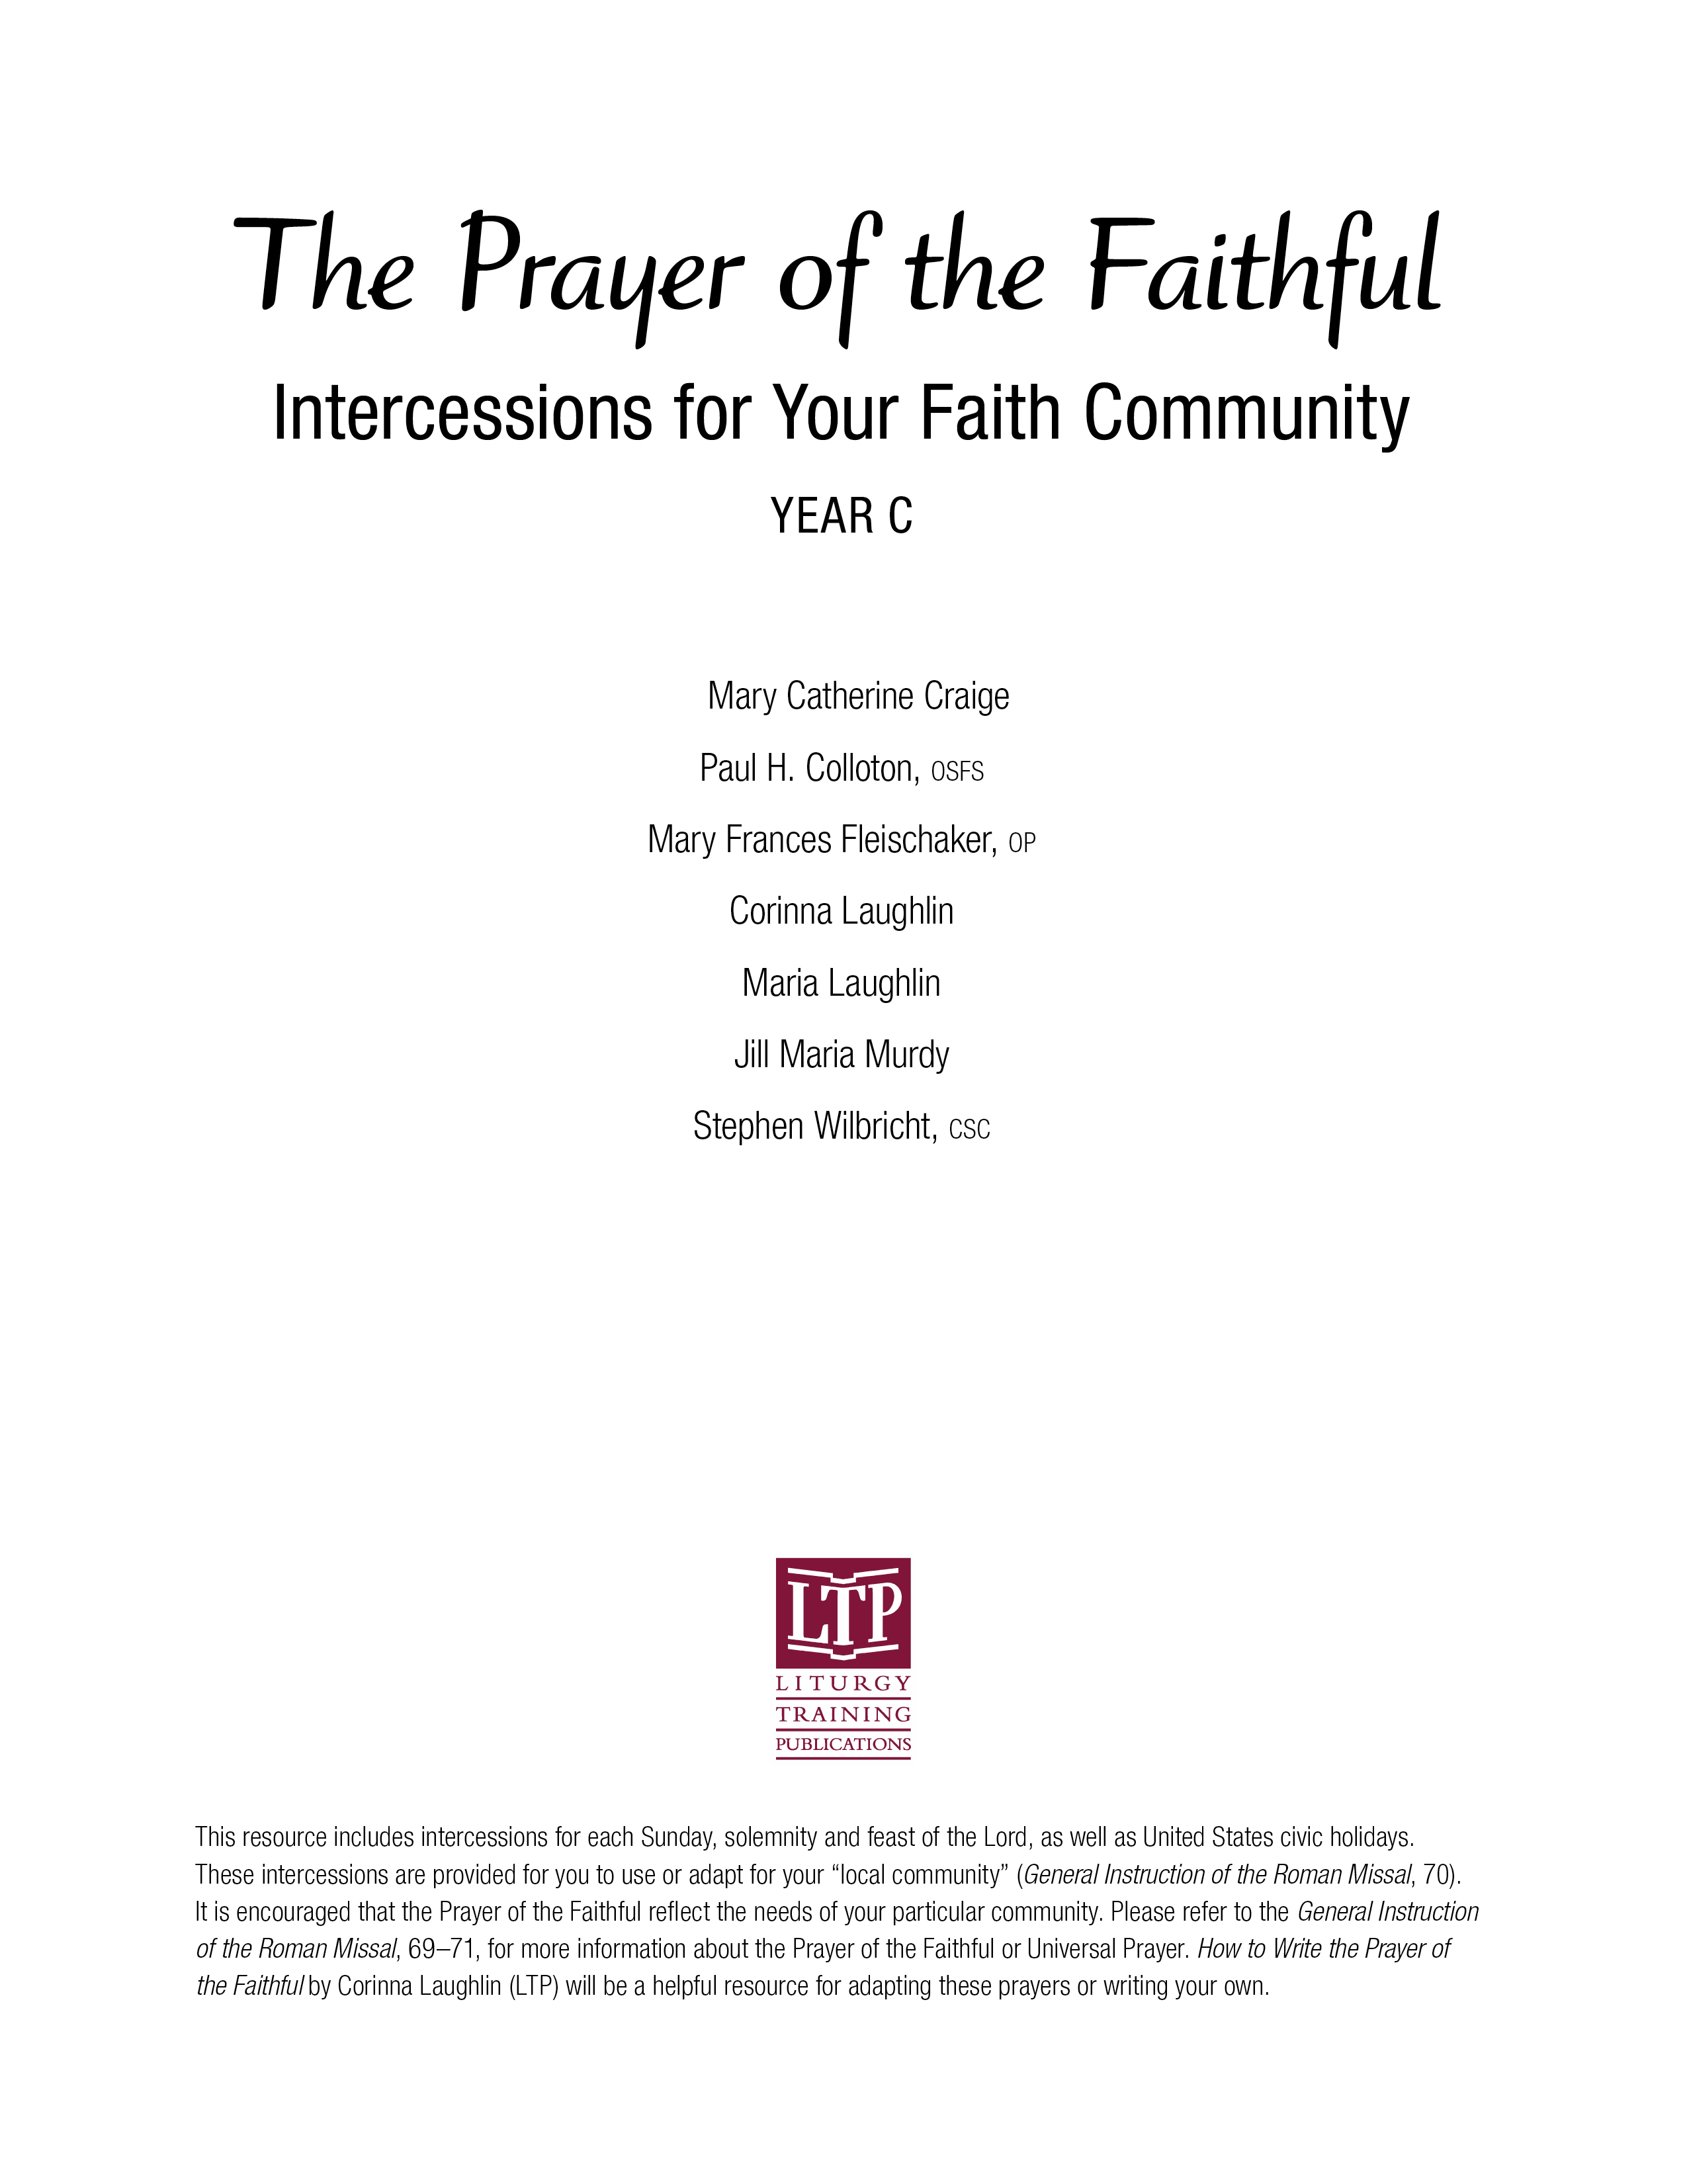 The Prayer of the Faithful
Intercessions for Your Faith Community
YEAR C
Mary Catherine Craige
Paul H. Colloton, OSFS
Mary Frances Fleischaker, OP
Corinna Laughlin
Maria Laughlin
Jill Maria Murdy
Stephen Wilbricht, CSC
LTP
LITURGY
TRAINING
PUBLICATIONS
This resource includes intercessions for each Sunday, solemnity and feast of the Lord, as well as United States civic holidays.
These intercessions are provided for you to use or adapt for your “local community” (General Instruction of the Roman Missal, 70).
It is encouraged that the Prayer of the Faithful reflect the needs of your particular community. Please refer to the General Instruction
of the Roman Missal, 69–71, for more information about the Prayer of the Faithful or Universal Prayer. How to Write the Prayer of
the Faithful by Corinna Laughlin (LTP) will be a helpful resource for adapting these prayers or writing your own.